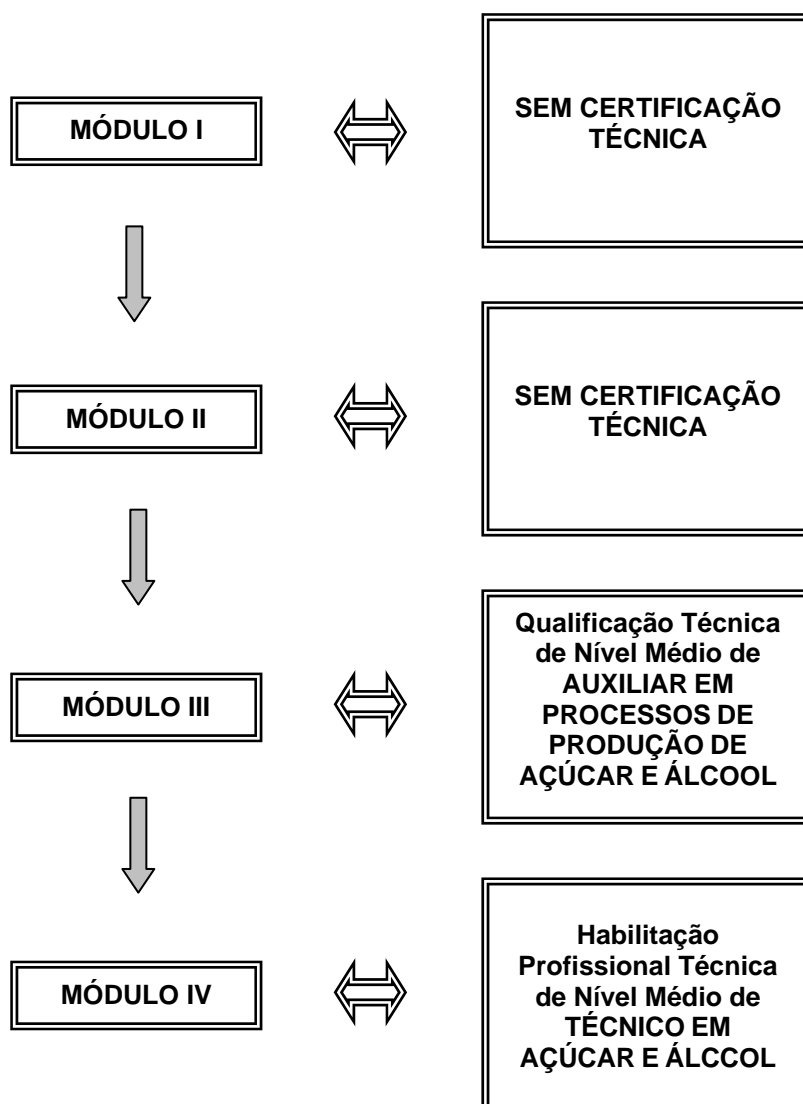 MÓDULO I
SEM CERTIFICAÇÃO
TÉCNICA
MÓDULO II
SEM CERTIFICAÇÃO
TÉCNICA
MÓDULO III
Qualificação Técnica
de Nível Médio de
AUXILIAR EM
PROCESSOS DE
PRODUÇÃO DE
AÇÚCAR E ÁLCOOL
MÓDULO IV
Habilitação
Profissional Técnica
de Nível Médio de
TÉCNICO EM
AÇÚCAR E ÁLCCOL